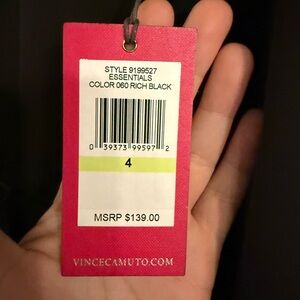 STYLE 9199527
ESSENTIALS
COLOR 060 RICH BLACK
0 39373 99597 2
4
MSRP $139.00
VINCECAMUTO.COM